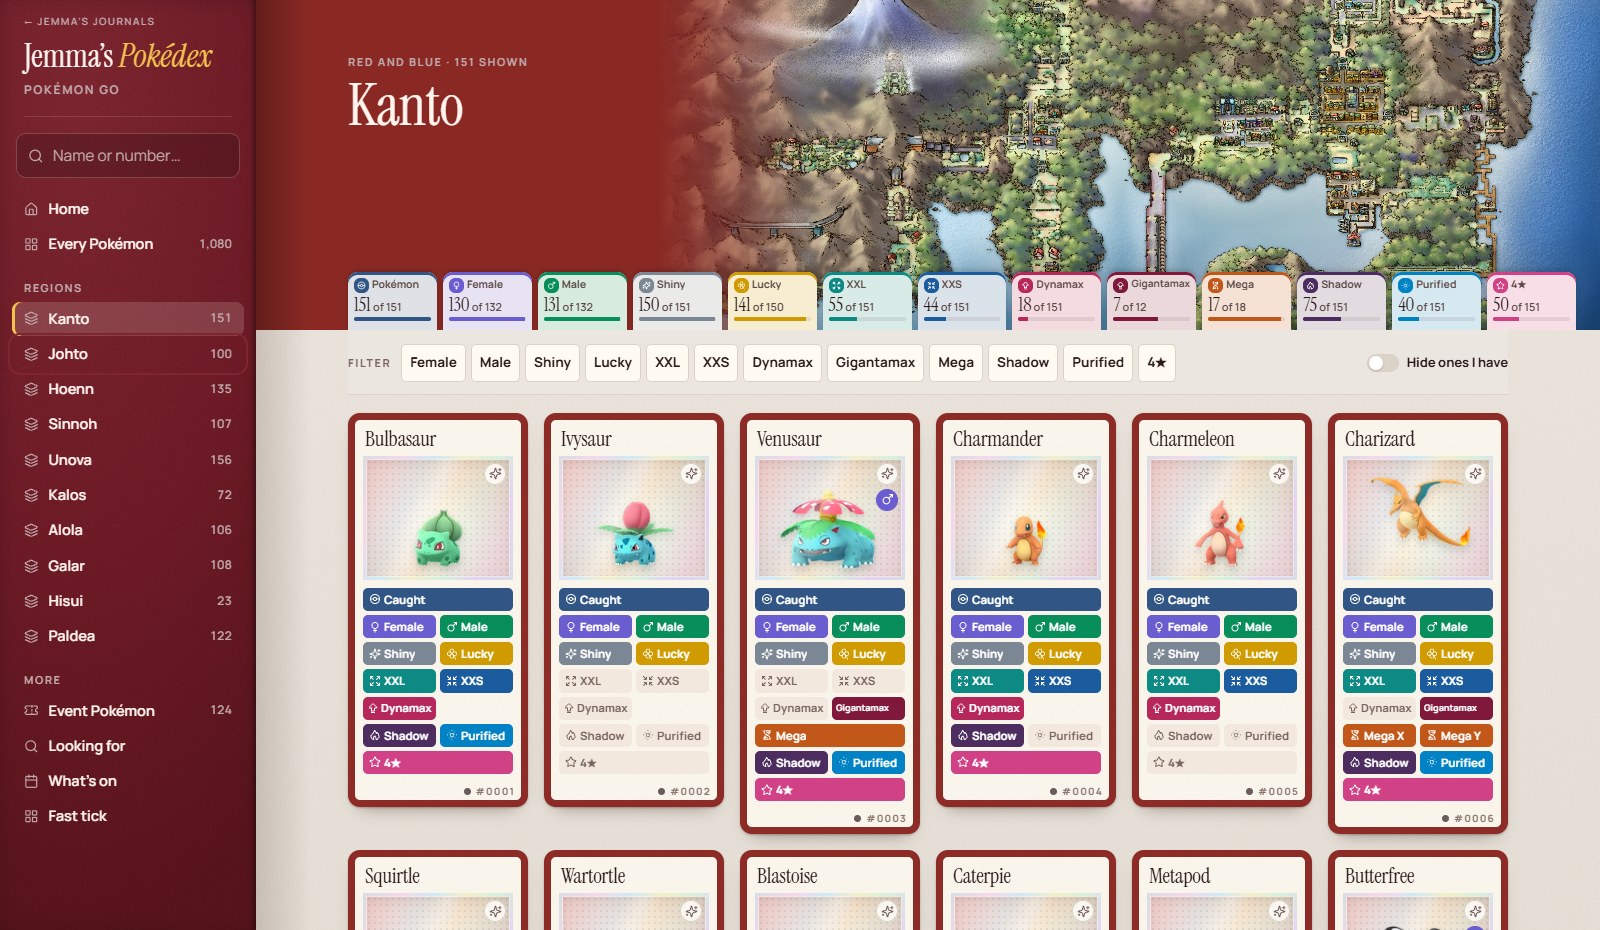 ← JEMMA'S JOURNALS
Jemma's Pokédex
POKÉMON GO
Name or number...
Home
Every Pokémon 1,080
REGIONS
Kanto 151
Johto 100
Hoenn 135
Sinnoh 107
Unova 156
Kalos 72
Alola 106
Galar 108
Hisui 23
Paldea 122
MORE
Event Pokémon 124
Looking for
What's on
Fast tick
RED AND BLUE · 151 SHOWN
Kanto
Pokémon Female Male Shiny Lucky XXL XXS Dynamax Gigantamax Mega Shadow Purified 4★
151 of 151 130 of 132 131 of 132 150 of 151 141 of 150 55 of 151 44 of 151 18 of 151 7 of 12 17 of 18 75 of 151 40 of 151 50 of 151
FILTER Female Male Shiny Lucky XXL XXS Dynamax Gigantamax Mega Shadow Purified 4★ Hide ones I have
Bulbasaur
Caught
Female Male
Shiny Lucky
XXL XXS
Dynamax
Shadow Purified
4★
#0001
Ivysaur
Caught
Female Male
Shiny Lucky
XXL XXS
Dynamax
Shadow Purified
4★
#0002
Venusaur
Caught
Female Male
Shiny Lucky
XXL XXS
Dynamax Gigantamax
Mega
Shadow Purified
4★
#0003
Charmander
Caught
Female Male
Shiny Lucky
XXL XXS
Dynamax
Shadow Purified
4★
#0004
Charmeleon
Caught
Female Male
Shiny Lucky
XXL XXS
Dynamax
Shadow Purified
4★
#0005
Charizard
Caught
Female Male
Shiny Lucky
XXL XXS
Dynamax Gigantamax
Mega X Mega Y
Shadow Purified
4★
#0006
Squirtle
Wartortle
Blastoise
Caterpie
Metapod
Butterfree